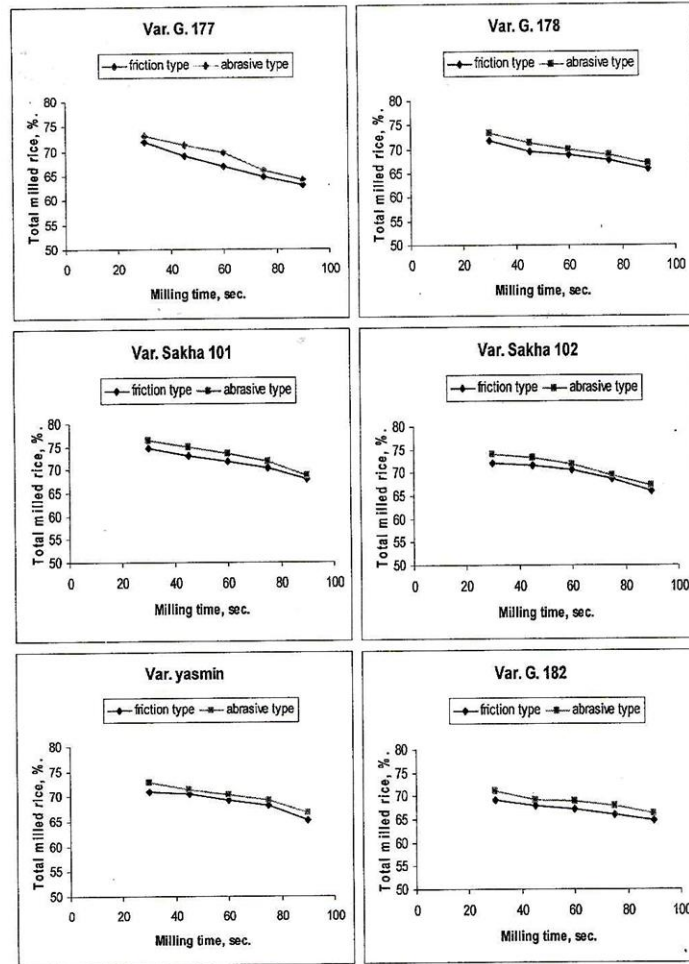 Var. G. 177
friction type abrasive type
Total milled rice, %.
80
75
70
65
60
55
50
0 20 40 60 80 100
Milling time, sec.
Var. G. 178
friction type abrasive type
Total milled rice, %.
80
75
70
65
60
55
50
0 20 40 60 80 100
Milling time, sec.
Var. Sakha 101
friction type abrasive type
Total milled rice, %.
80
75
70
65
60
55
50
0 20 40 60 80 100
Milling time, sec.
Var. Sakha 102
friction type abrasive type
Total milled rice, %.
80
75
70
65
60
55
50
0 20 40 60 80 100
Milling time, sec.
Var. yasmin
friction type abrasive type
Total milled rice, %.
80
75
70
65
60
55
50
0 20 40 60 80 100
Milling time, sec.
Var. G. 182
friction type abrasive type
Total milled rice, %.
80
75
70
65
60
55
50
0 20 40 60 80 100
Milling time, sec.